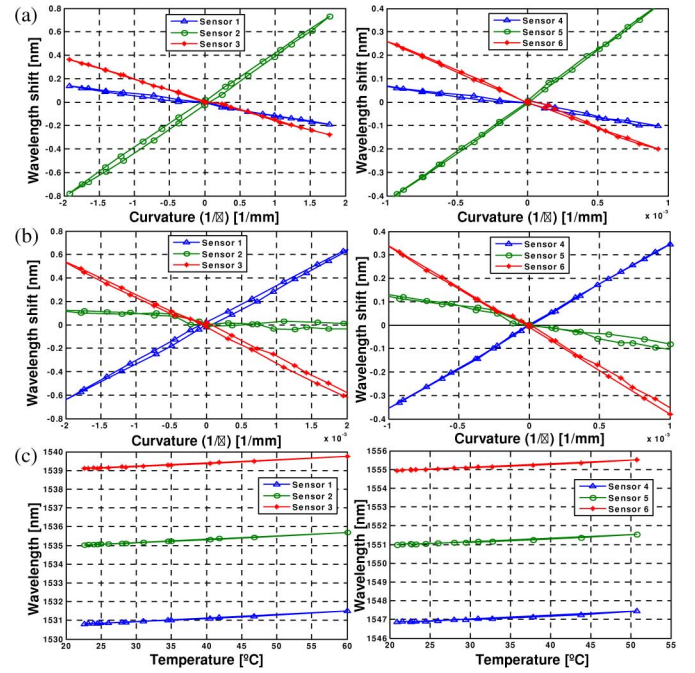 (a)
Wavelength shift [nm]
0.8
0.6
0.4
0.2
0
-0.2
-0.4
-0.6
-0.8
Sensor 1
Sensor 2
Sensor 3
-2 -1.5 -1 -0.5 0 0.5 1 1.5 2
Curvature (1/□) [1/mm]
Wavelength shift [nm]
0.4
0.3
0.2
0.1
0
-0.1
-0.2
-0.3
0.4
Sensor 4
Sensor 5
Sensor 6
-1 -0.5 0 0.5 1
Curvature (1/□) [1/mm] x 10⁻³
(b)
Wavelength shift [nm]
0.8
0.6
0.4
0.2
0
-0.2
-0.4
-0.6
-0.8
Sensor 1
Sensor 2
Sensor 3
-2 -1.5 -1 -0.5 0 0.5 1 1.5 2
Curvature (1/□) [1/mm] x 10⁻³
Wavelength shift [nm]
0.4
0.3
0.2
0.1
0
-0.1
-0.2
-0.3
-0.4
Sensor 4
Sensor 5
Sensor 6
-1 -0.5 0 0.5 1
Curvature (1/□) [1/mm] x 10⁻³
(c)
Wavelength [nm]
1540
1539
1538
1537
1536
1535
1534
1533
1532
1531
1530
Sensor 1
Sensor 2
Sensor 3
20 25 30 35 40 45 50 55 60
Temperature [ºC]
Wavelength [nm]
1556
1555
1554
1553
1552
1551
1550
1549
1548
1547
1546
Sensor 4
Sensor 5
Sensor 6
20 25 30 35 40 45 50 55
Temperature [ºC]